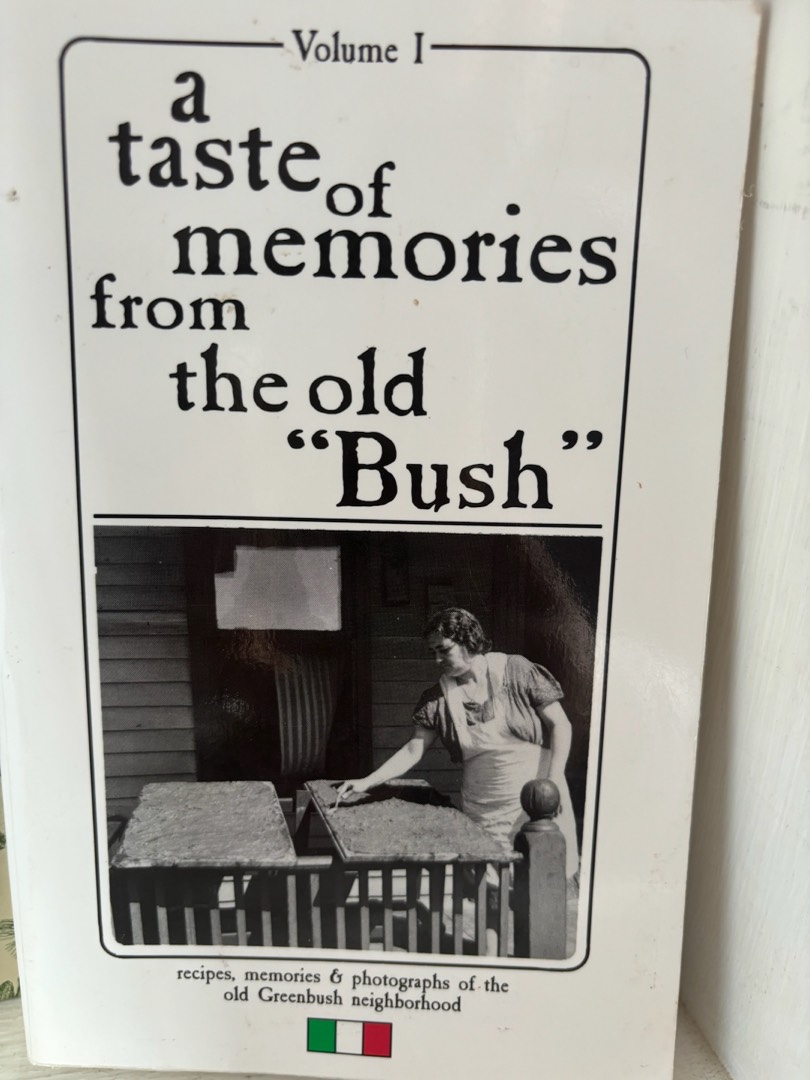 Volume I
a
taste
of
memories
from
the old
“Bush”
recipes, memories & photographs of the
old Greenbush neighborhood